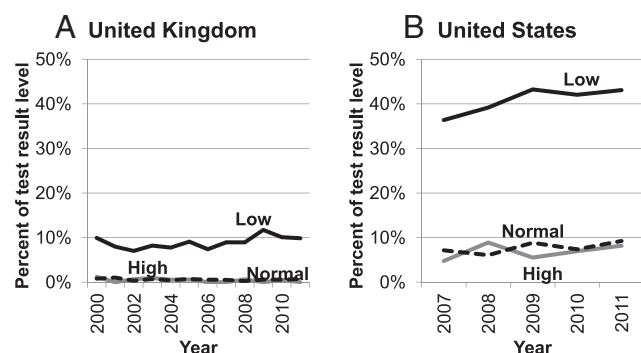 A United Kingdom
Percent of test result level
50%
40%
30%
20%
10%
0%
Low
High
Normal
2000
2002
2004
2006
2008
2010
Year
B United States
Percent of test result level
50%
40%
30%
20%
10%
0%
Low
Normal
High
2007
2008
2009
2010
2011
Year